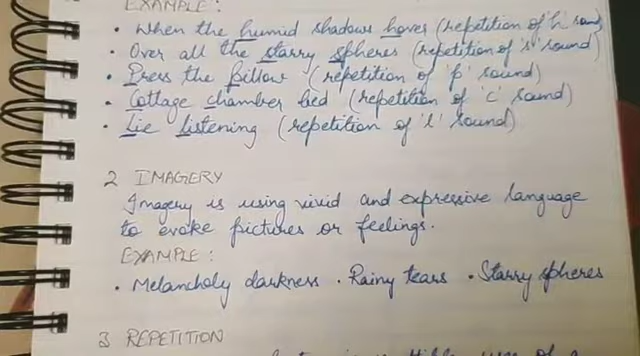 EXAMPLE:
• When the humid shadows hover (repetition of 'h' sound)
• Over all the starry spheres (repetition of 's' sound)
• Press the pillow (repetition of 'p' sound)
• Cottage chamber bed (repetition of 'c' sound)
• Lie listening (repetition of 'l' sound)
2 IMAGERY
Imagery is using vivid and expressive language
to evoke pictures or feelings.
EXAMPLE:
• Melancholy darkness • Rainy tears • Starry spheres
3 REPETITION